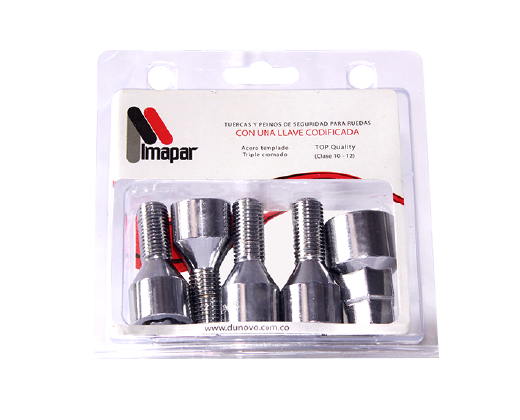 TUERCAS Y PEINOS DE SEGURIDAD PARA RUEDAS
CON UNA LLAVE CODIFICADA
Acero templado
Triple cromado
TOP Quality
(Clase 10 - 12)
Imapar
www.dunovo.com.co